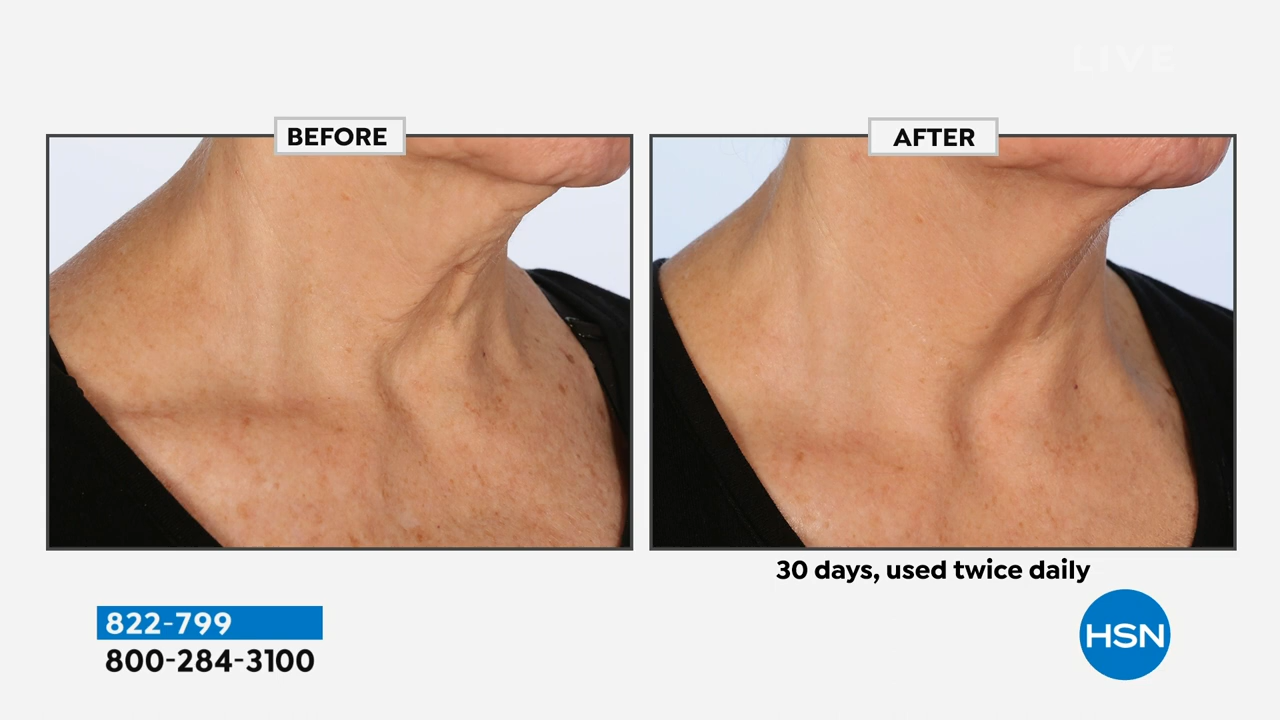 LIVE
BEFORE
AFTER
30 days, used twice daily
822-799
800-284-3100
HSN